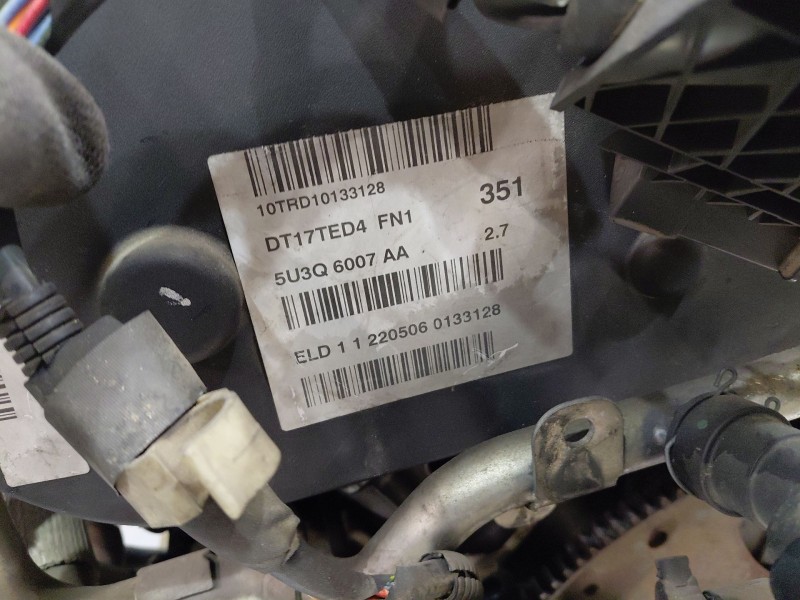 10TRD10133128
351
DT17TED4 FN1
5U3Q 6007 AA 2.7
ELD 1 1 220506 0133128